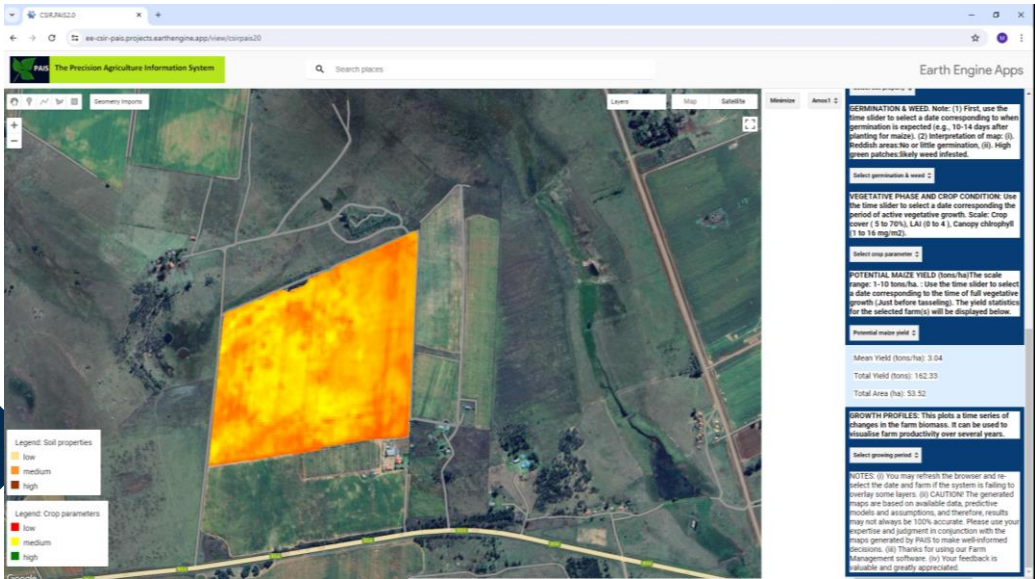 CSIR.PAIS2.0
ee-csir-pais.projects.earthengine.app/view/csirpais20
PAIS The Precision Agriculture Information System
Search places
Earth Engine Apps
Geometry Imports
Layers
Map
Satellite
Minimize
Amos1
GERMINATION & WEED. Note: (1) First, use the
time slider to select a date corresponding to when
germination is expected (e.g., 10-14 days after
planting for maize). (2) Interpretation of map: (i).
Reddish areas:No or little germination, (ii). High
green patches:likely weed infested.
Select germination & weed
VEGETATIVE PHASE AND CROP CONDITION: Use
the time slider to select a date corresponding the
period of active vegetative growth. Scale: Crop
cover ( 5 to 70%), LAI (0 to 4 ), Canopy chlrophyll
(1 to 16 mg/m2).
Select crop parameter
POTENTIAL MAIZE YIELD (tons/ha)The scale
range: 1-10 tons/ha. : Use the time slider to select
a date corresponding to the time of full vegetative
growth (Just before tasseling). The yield statistics
for the selected farm(s) will be displayed below.
Potential maize yield
Mean Yield (tons/ha): 3.04
Total Yield (tons): 162.33
Total Area (ha): 53.52
GROWTH PROFILES: This plots a time series of
changes in the farm biomass. It can be used to
visualise farm productivity over several years.
Select growing period
NOTES: (i) You may refresh the browser and re-
select the date and farm if the system is failing to
overlay some layers. (ii) CAUTION! The generated
maps are based on available data, predictive
models and assumptions, and therefore, results
may not always be 100% accurate. Please use your
expertise and judgment in conjunction with the
maps generated by PAIS to make well-informed
decisions. (iii) Thanks for using our Farm
Management software. (iv) Your feedback is
valuable and greatly appreciated.
Legend: Soil properties
low
medium
high
Legend: Crop parameters
low
medium
high
Google